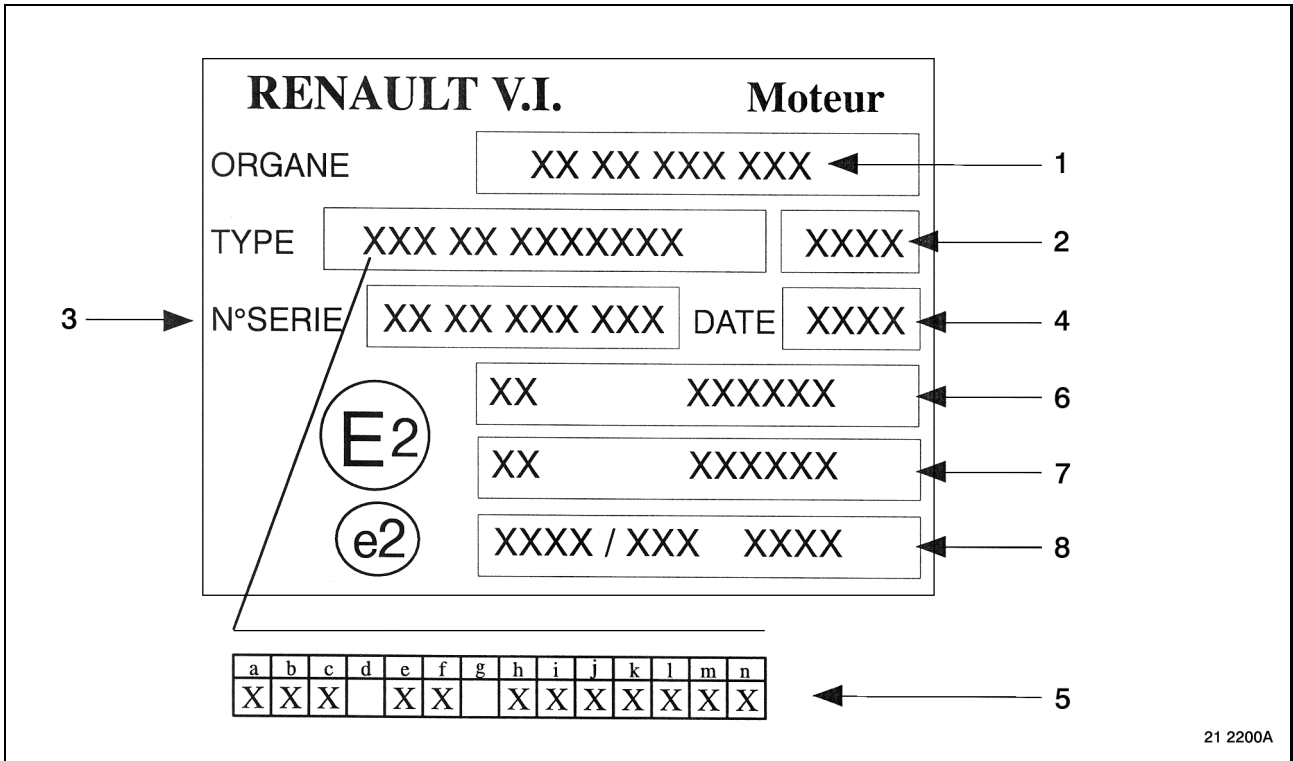 RENAULT V.I. Moteur
ORGANE XX XX XXX XXX 1
TYPE XXX XX XXXXXXX XXXX 2
3 N°SERIE XX XX XXX XXX DATE XXXX 4
E2
XX XXXXXX 6
XX XXXXXX 7
e2 XXXX / XXX XXXX 8
a b c d e f g h i j k l m n
X X X X X X X X X X X X 5
21 2200A